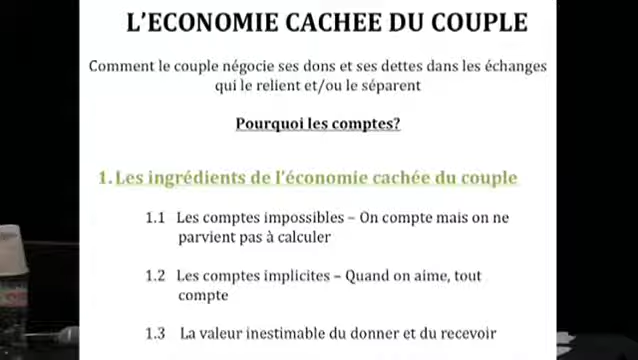 L'ECONOMIE CACHEE DU COUPLE
Comment le couple négocie ses dons et ses dettes dans les échanges
qui le relient et/ou le séparent
Pourquoi les comptes?
1. Les ingrédients de l'économie cachée du couple
1.1 Les comptes impossibles – On compte mais on ne
parvient pas à calculer
1.2 Les comptes implicites – Quand on aime, tout
compte
1.3 La valeur inestimable du donner et du recevoir